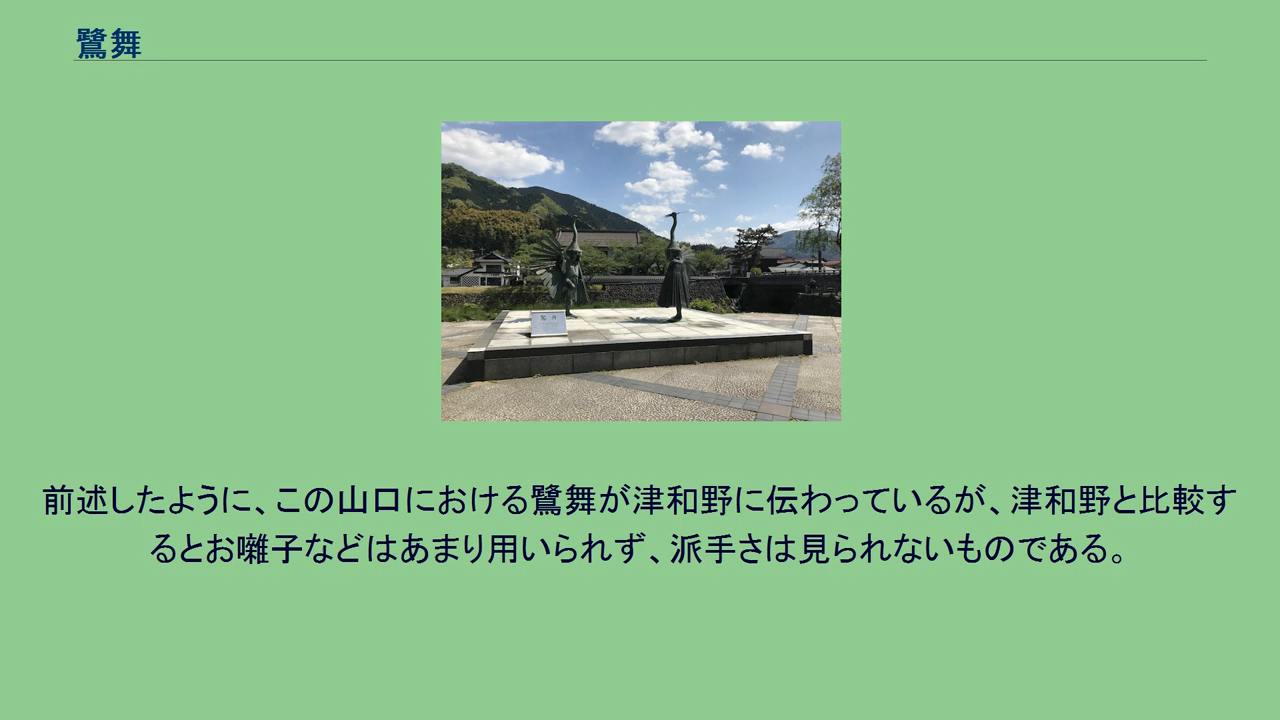 鷺舞
鷺 舞
前述したように、この山口における鷺舞が津和野に伝わっているが、津和野と比較す
るとお囃子などはあまり用いられず、派手さは見られないものである。